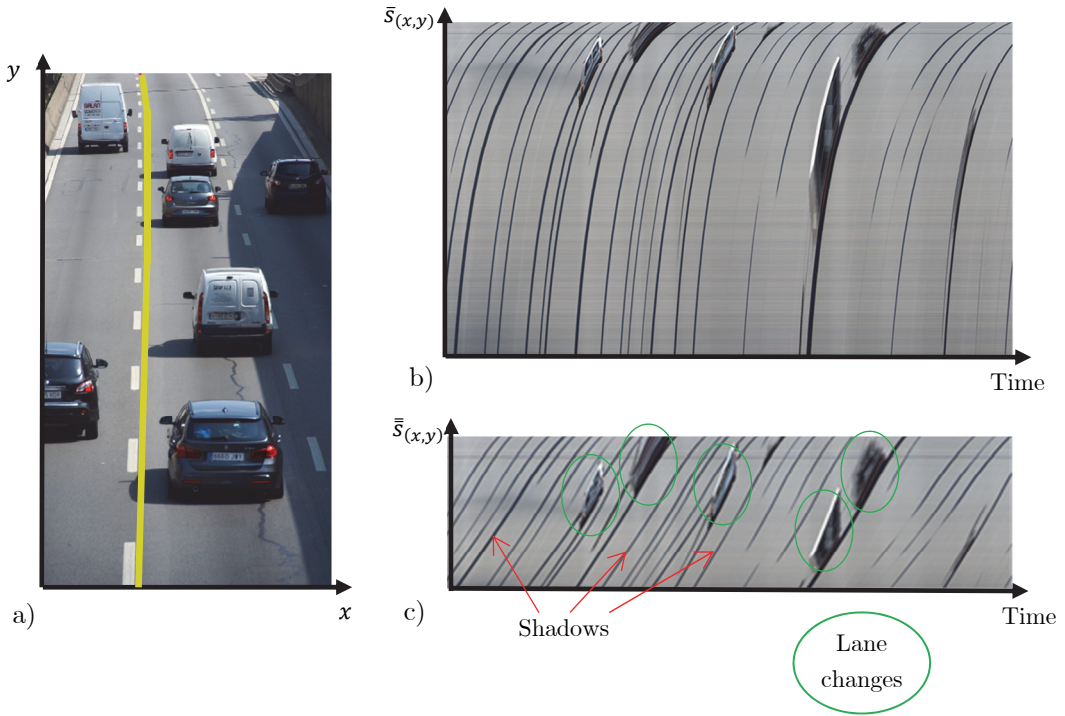 y
x
a)
s̄(x,y)
Time
b)
s̿(x,y)
Time
c)
Shadows
Lane
changes